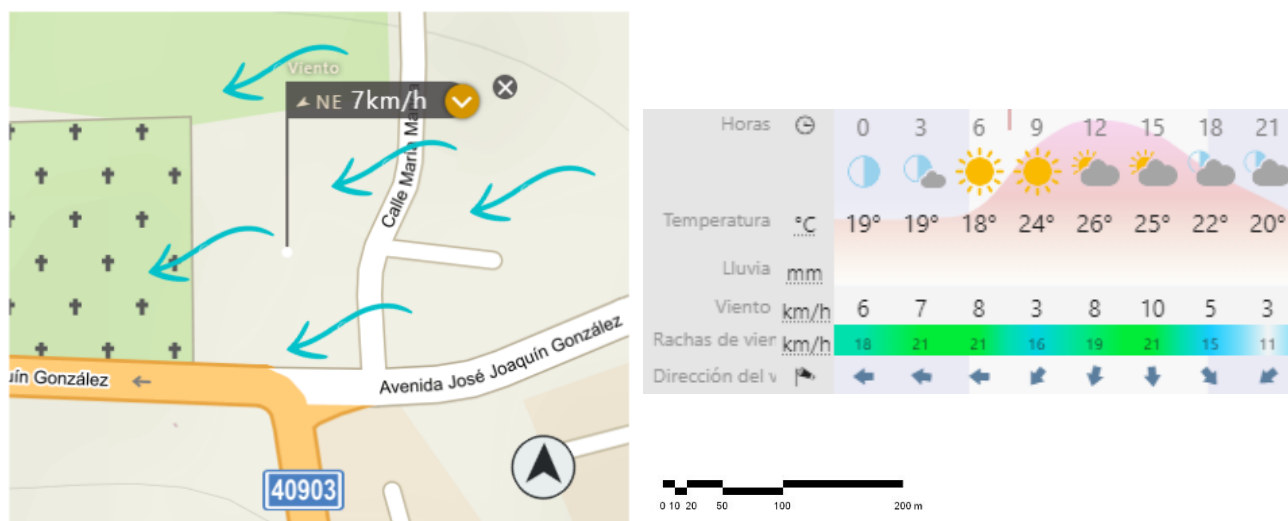 Viento
NE 7km/h
Calle María
uín González
Avenida José Joaquín González
40903
Horas 0 3 6 9 12 15 18 21
Temperatura °C 19° 19° 18° 24° 26° 25° 22° 20°
Lluvia mm
Viento km/h 6 7 8 3 8 10 5 3
Rachas de vier km/h 18 21 21 16 19 21 15 11
Dirección del v
0 10 20 50 100 200 m